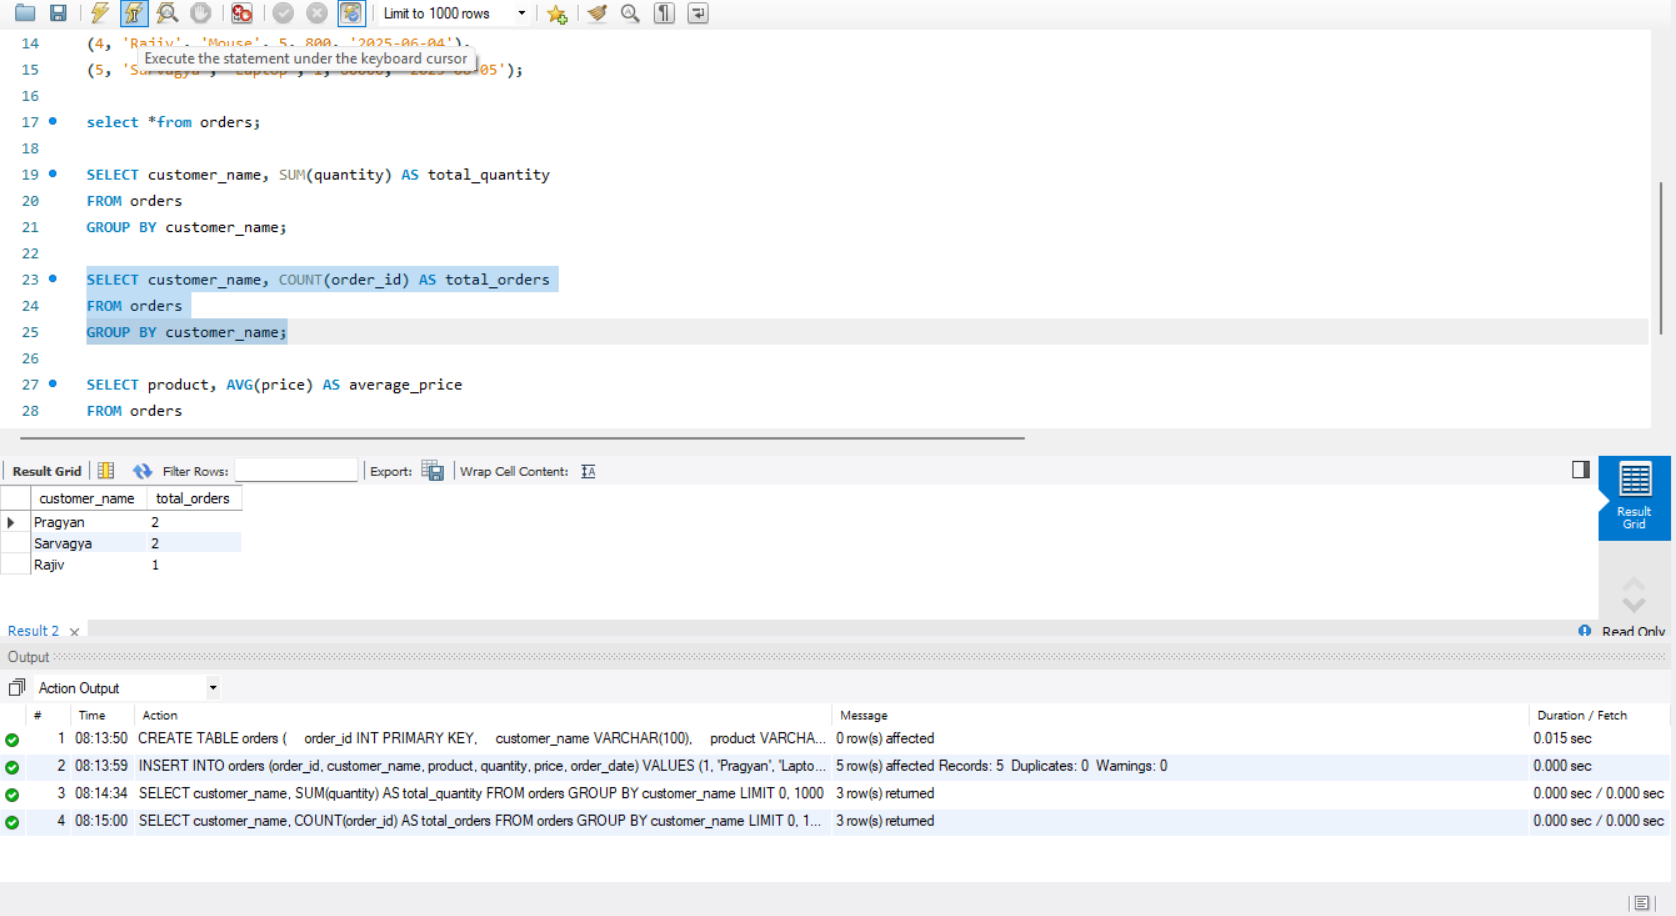 Limit to 1000 rows
14 (4, 'Rajiv', 'Mouse', 5, 800, '2025-06-04'),
Execute the statement under the keyboard cursor
15 (5, 'Sarvagya', 'Laptop', 1, '05');
16
17 select *from orders;
18
19 SELECT customer_name, SUM(quantity) AS total_quantity
20 FROM orders
21 GROUP BY customer_name;
22
23 SELECT customer_name, COUNT(order_id) AS total_orders
24 FROM orders
25 GROUP BY customer_name;
26
27 SELECT product, AVG(price) AS average_price
28 FROM orders
Result Grid Filter Rows: Export: Wrap Cell Content:
customer_name total_orders
Pragyan 2
Sarvagya 2
Rajiv 1
Result
Grid
Result 2 × Read Only
Output
Action Output
# Time Action Message Duration / Fetch
1 08:13:50 CREATE TABLE orders ( order_id INT PRIMARY KEY, customer_name VARCHAR(100), product VARCHA... 0 row(s) affected 0.015 sec
2 08:13:59 INSERT INTO orders (order_id, customer_name, product, quantity, price, order_date) VALUES (1, 'Pragyan', 'Lapto... 5 row(s) affected Records: 5 Duplicates: 0 Warnings: 0 0.000 sec
3 08:14:34 SELECT customer_name, SUM(quantity) AS total_quantity FROM orders GROUP BY customer_name LIMIT 0, 1000 3 row(s) returned 0.000 sec / 0.000 sec
4 08:15:00 SELECT customer_name, COUNT(order_id) AS total_orders FROM orders GROUP BY customer_name LIMIT 0, 1... 3 row(s) returned 0.000 sec / 0.000 sec